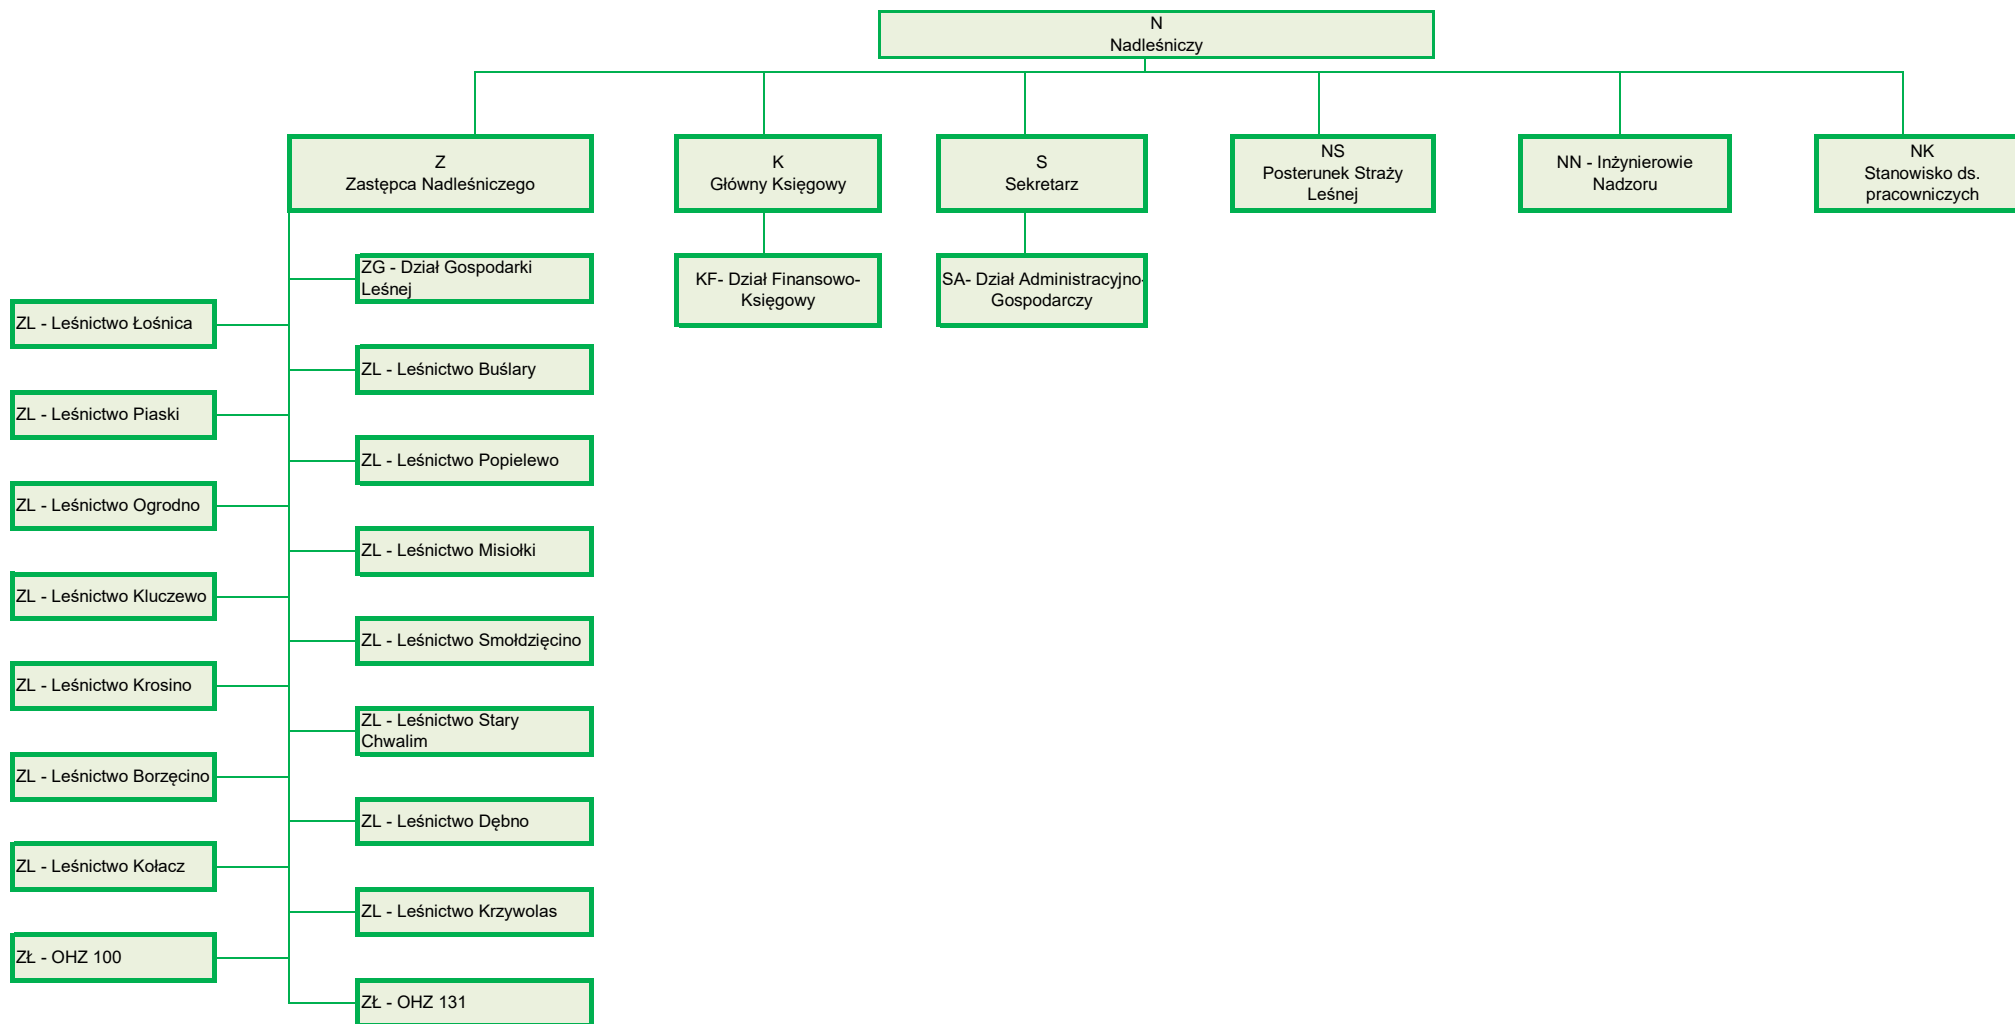 N
Nadleśniczy
Z
Zastępca Nadleśniczego
K
Główny Księgowy
S
Sekretarz
NS
Posterunek Straży
Leśnej
NN - Inżynierowie
Nadzoru
NK
Stanowisko ds.
pracowniczych
ZG - Dział Gospodarki
Leśnej
KF- Dział Finansowo-
Księgowy
SA- Dział Administracyjno-
Gospodarczy
ZL - Leśnictwo Łośnica
ZL - Leśnictwo Buślary
ZL - Leśnictwo Piaski
ZL - Leśnictwo Popielewo
ZL - Leśnictwo Ogrodno
ZL - Leśnictwo Misiołki
ZL - Leśnictwo Kluczewo
ZL - Leśnictwo Smołdzięcino
ZL - Leśnictwo Krosino
ZL - Leśnictwo Stary
Chwalim
ZL - Leśnictwo Borzęcino
ZL - Leśnictwo Dębno
ZL - Leśnictwo Kołacz
ZL - Leśnictwo Krzywolas
ZŁ - OHZ 100
ZŁ - OHZ 131